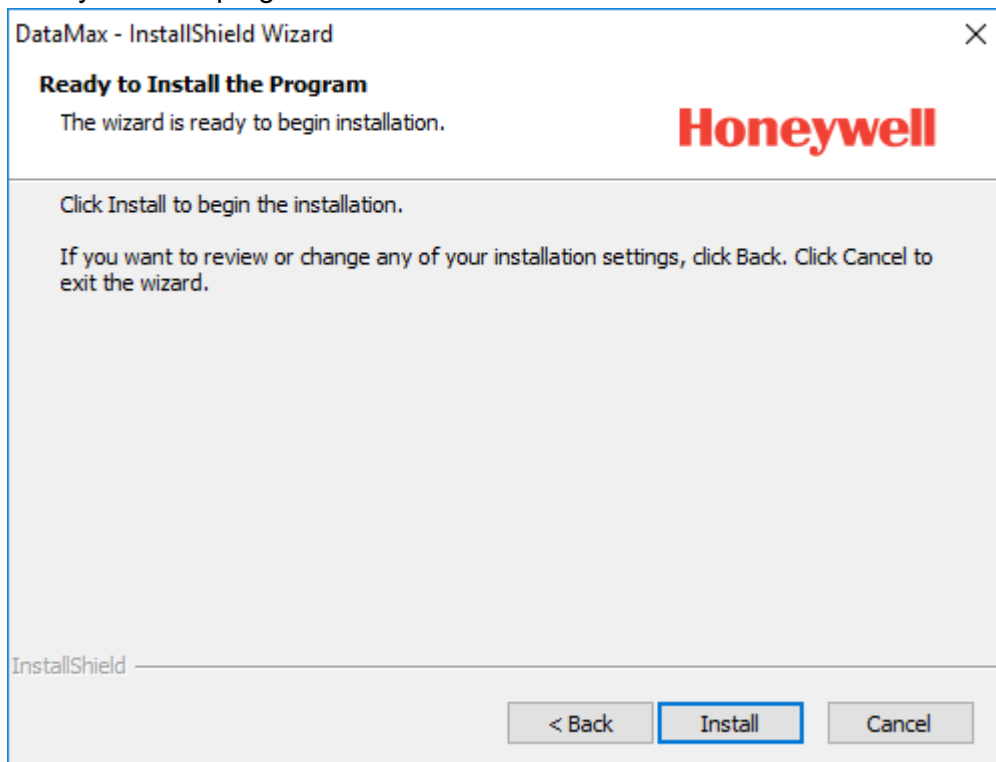 DataMax - InstallShield Wizard
Ready to Install the Program
The wizard is ready to begin installation.
Honeywell
Click Install to begin the installation.
If you want to review or change any of your installation settings, click Back. Click Cancel to
exit the wizard.
InstallShield
< Back
Install
Cancel